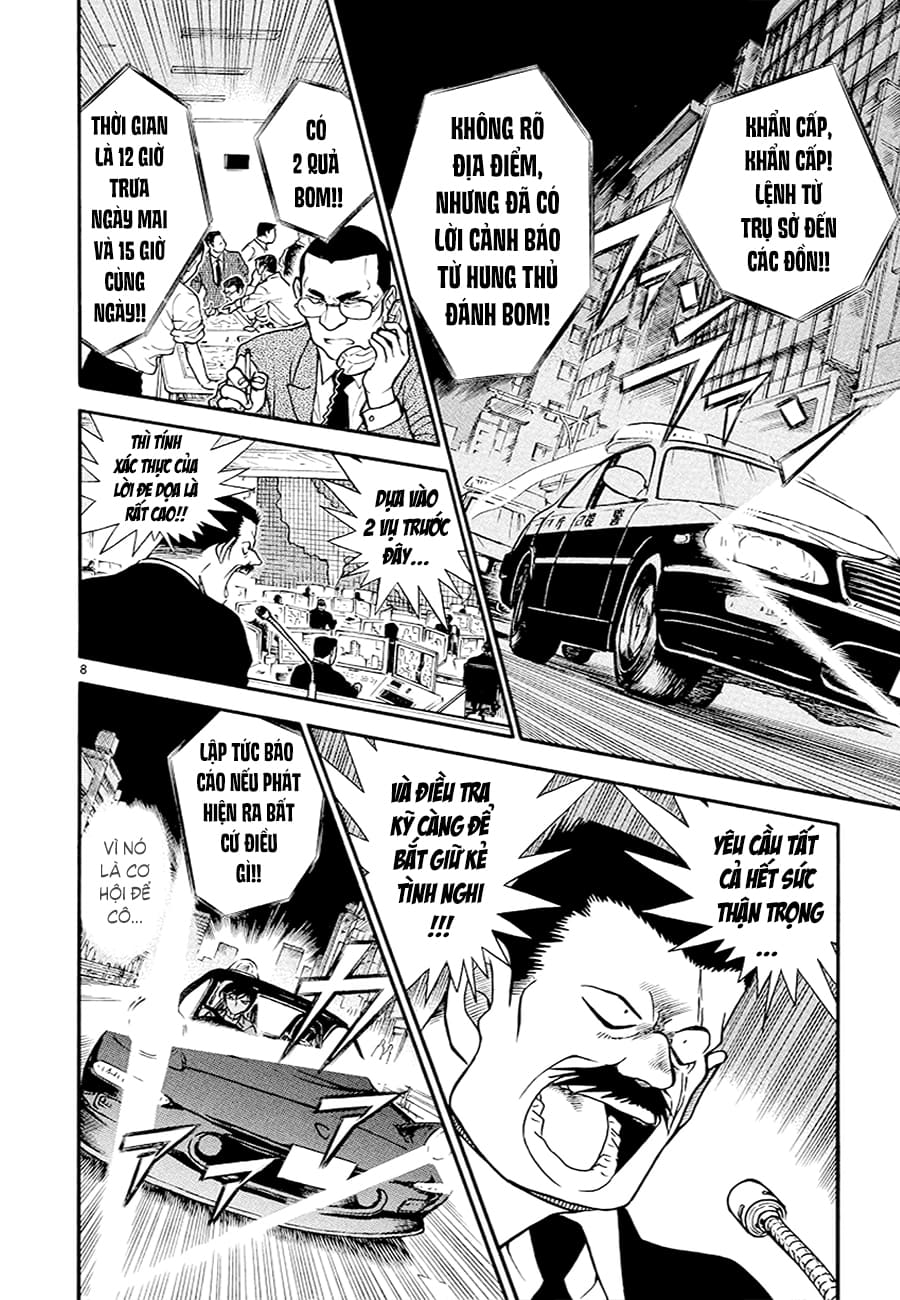 KHẨN CẤP,
KHẨN CẤP!
LỆNH TỪ
TRỤ SỞ ĐẾN
CÁC ĐỒN!!
KHÔNG RÕ
ĐỊA ĐIỂM,
NHƯNG ĐÃ CÓ
LỜI CẢNH BÁO
TỪ HUNG THỦ
ĐÁNH BOM!
CÓ
2 QUẢ
BOM!!
THỜI GIAN
LÀ 12 GIỜ
TRƯA
NGÀY MAI
VÀ 15 GIỜ
CÙNG
NGÀY!!
DỰA VÀO
2 VỤ TRƯỚC
ĐÂY...
THÌ TÍNH
XÁC THỰC CỦA
LỜI ĐE DỌA LÀ
RẤT CAO!!
8
YÊU CẦU TẤT
CẢ HẾT SỨC
THẬN TRỌNG
...
VÀ ĐIỀU TRA
KỸ CÀNG ĐỂ
BẮT GIỮ KẺ
TÌNH NGHI
!!!
LẬP TỨC BÁO
CÁO NẾU PHÁT
HIỆN RA BẤT
CỨ ĐIỀU
GÌ!!
VÌ NÓ
LÀ CƠ
HỘI ĐỂ
CÔ...